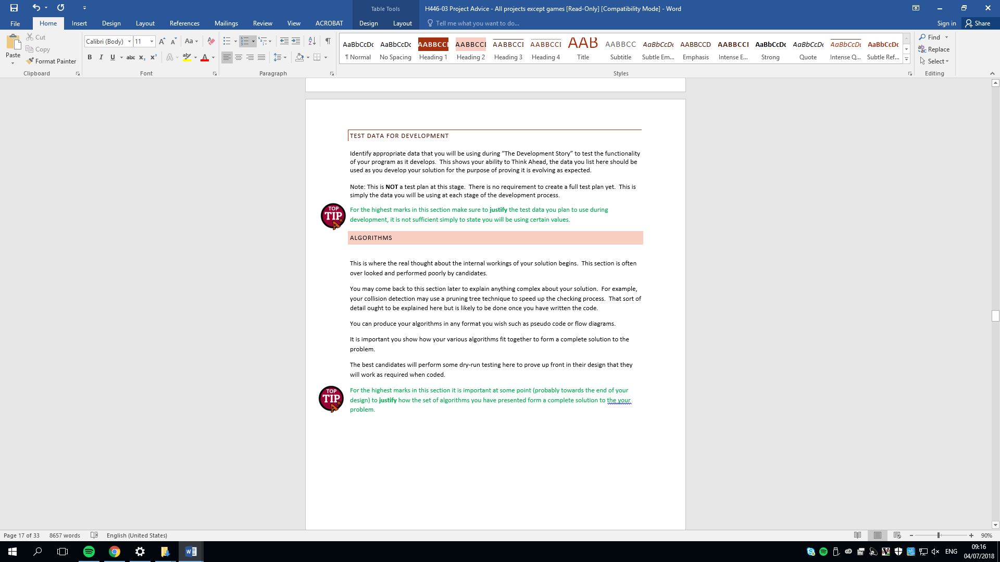 Table Tools
H446-03 Project Advice - All projects except games [Read-Only] [Compatibility Mode] - Word
File Home Insert Design Layout References Mailings Review View ACROBAT Design Layout Tell me what you want to do... Sign in Share
Paste
Cut
Copy
Format Painter
Clipboard
Calibri (Body) 11
Aa
B I U abc x₂ x²
Font
Paragraph
AaBbCcDc AaBbCcDc AABBCCI AABBCCI AABBCCI AABBCCI AAB AABBCC AaBbCcDc AABBCCD AABBCCI AaBbCcDc AaBbCcDc AaBbCcDc AaBbCcDc
¶ Normal No Spacing Heading 1 Heading 2 Heading 3 Heading 4 Title Subtitle Subtle Em... Emphasis Intense E... Strong Quote Intense Q... Subtle Ref...
Styles
Find
Replace
Select
Editing
TEST DATA FOR DEVELOPMENT
Identify appropriate data that you will be using during “The Development Story” to test the functionality
of your program as it develops.  This shows your ability to Think Ahead, the data you list here should be
used as you develop your solution for the purpose of proving it is evolving as expected.
Note: This is NOT a test plan at this stage.  There is no requirement to create a full test plan yet.  This is
simply the data you will be using at each stage of the development process.
TOP TIP A*
For the highest marks in this section make sure to justify the test data you plan to use during
development, it is not sufficient simply to state you will be using certain values.
ALGORITHMS
This is where the real thought about the internal workings of your solution begins.  This section is often
over looked and performed poorly by candidates.
You may come back to this section later to explain anything complex about your solution.  For example,
your collision detection may use a pruning tree technique to speed up the checking process.  That sort of
detail ought to be explained here but is likely to be done once you have written the code.
You can produce your algorithms in any format you wish such as pseudo code or flow diagrams.
It is important you show how your various algorithms fit together to form a complete solution to the
problem.
The best candidates will perform some dry-run testing here to prove up front in their design that they
will work as required when coded.
TOP TIP A*
For the highest marks in this section it is important at some point (probably towards the end of your
design) to justify how the set of algorithms you have presented form a complete solution to the your
problem.
Page 17 of 33 8657 words English (United States) 90%
ENG
09:16
04/07/2018